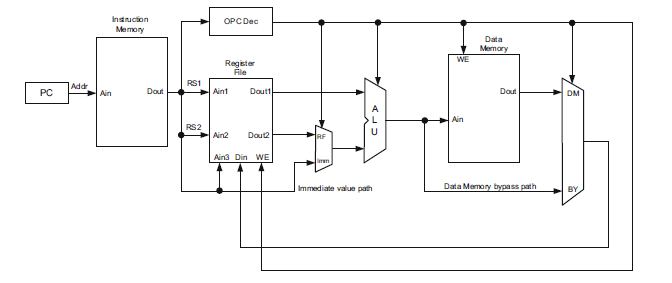 Instruction
Memory
OPC Dec
Data
Memory
WE
Register
File
PC
Addr
Ain
Dout
RS1
Ain1
Dout1
RS2
Ain2
Dout2
Ain3
Din
WE
RF
Imm
A
L
U
Ain
Dout
DM
BY
Immediate value path
Data Memory bypass path